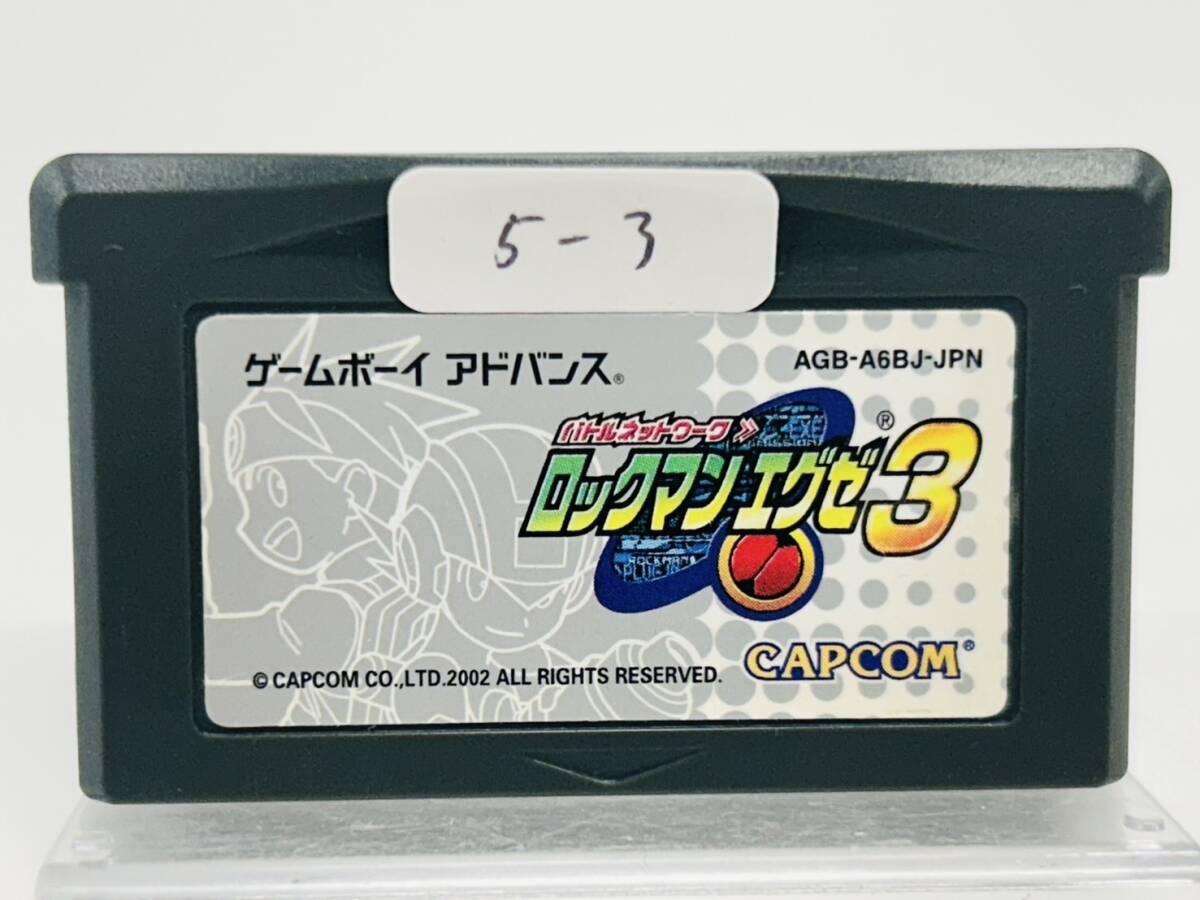 5-3
ゲームボーイ アドバンス®
AGB-A6BJ-JPN
バトルネットワーク
ロックマン エグゼ3®
CAPCOM®
© CAPCOM CO.,LTD.2002 ALL RIGHTS RESERVED.